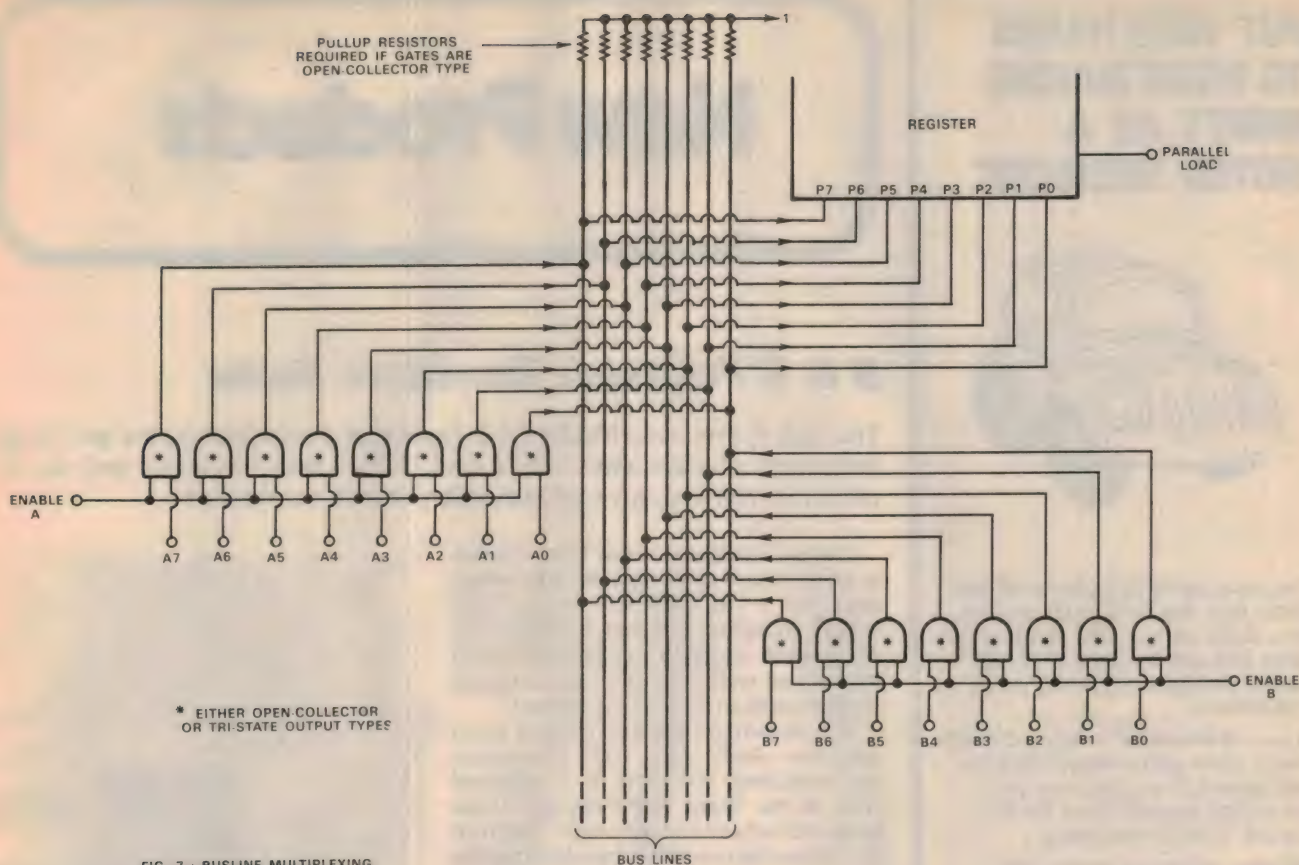 1
PULLUP RESISTORS
REQUIRED IF GATES ARE
OPEN-COLLECTOR TYPE
REGISTER
PARALLEL
LOAD
P7 P6 P5 P4 P3 P2 P1 P0
* * * * * * * *
ENABLE
A
A7 A6 A5 A4 A3 A2 A1 A0
* * * * * * * *
ENABLE
B
* EITHER OPEN-COLLECTOR
OR TRI-STATE OUTPUT TYPES
B7 B6 B5 B4 B3 B2 B1 B0
BUS LINES